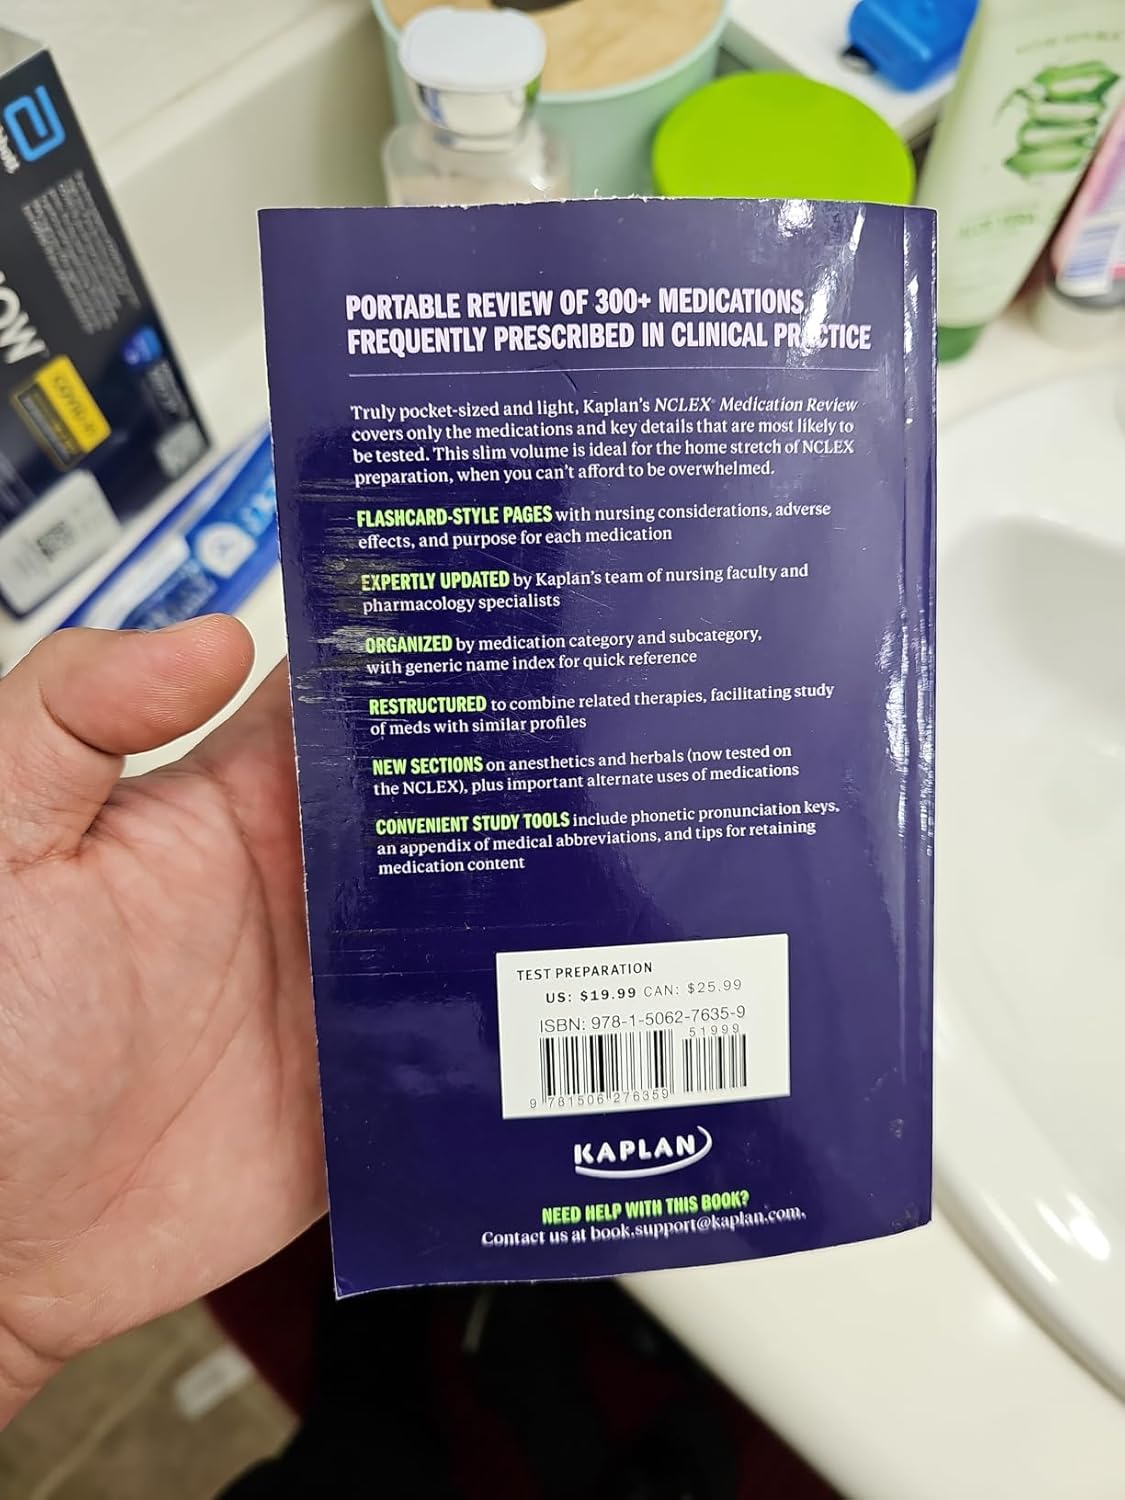 PORTABLE REVIEW OF 300+ MEDICATIONS
FREQUENTLY PRESCRIBED IN CLINICAL PRACTICE
Truly pocket-sized and light, Kaplan's NCLEX® Medication Review
covers only the medications and key details that are most likely to
be tested. This slim volume is ideal for the home stretch of NCLEX
preparation, when you can't afford to be overwhelmed.
FLASHCARD-STYLE PAGES with nursing considerations, adverse
effects, and purpose for each medication
EXPERTLY UPDATED by Kaplan's team of nursing faculty and
pharmacology specialists
ORGANIZED by medication category and subcategory,
with generic name index for quick reference
RESTRUCTURED to combine related therapies, facilitating study
of meds with similar profiles
NEW SECTIONS on anesthetics and herbals (now tested on
the NCLEX), plus important alternate uses of medications
CONVENIENT STUDY TOOLS include phonetic pronunciation keys,
an appendix of medical abbreviations, and tips for retaining
medication content
TEST PREPARATION
US: $19.99 CAN: $25.99
ISBN: 978-1-5062-7635-9
51999
9 781506 276359
KAPLAN
NEED HELP WITH THIS BOOK?
Contact us at book.support@kaplan.com.
COVID-19